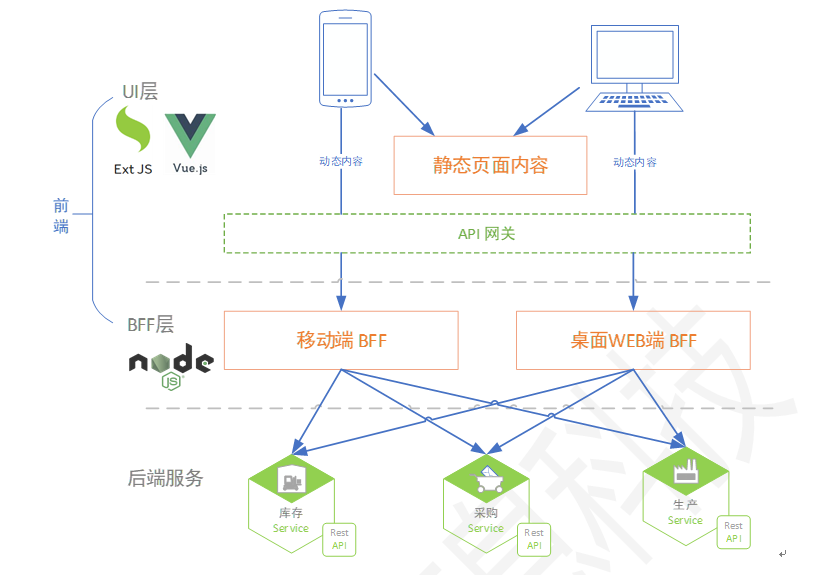 UI层
Ext JS
Vue.js
动态内容
静态页面内容
动态内容
前
端
API 网关
BFF层
node
JS
移动端 BFF
桌面WEB端 BFF
后端服务
库存
Service
Rest
API
采购
Service
Rest
API
生产
Service
Rest
API
科技